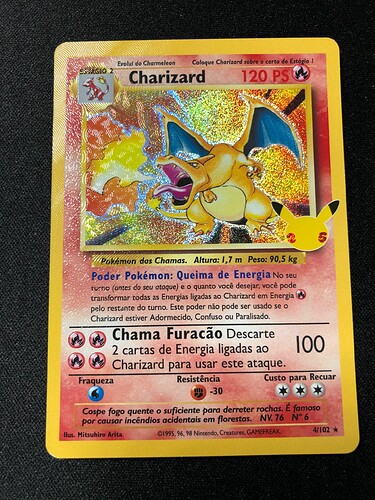 Evolui do Charmeleon
Coloque Charizard sobre a carta de Estágio 1
ESTÁGIO 2
Charizard
120 PS
Pokémon das Chamas. Altura: 1,7 m Peso: 90,5 kg
Poder Pokémon: Queima de Energia No seu
turno (antes do seu ataque) e o quanto você desejar, você pode
transformar todas as Energias ligadas ao Charizard em Energia
pelo restante do turno. Este poder não pode ser usado se o
Charizard estiver Adormecido, Confuso ou Paralisado.
Chama Furacão Descarte
2 cartas de Energia ligadas ao
Charizard para usar este ataque.
100
Fraqueza
Resistência
Custo para Recuar
-30
Cospe fogo quente o suficiente para derreter rochas. É famoso
por causar incêndios acidentais em florestas. NV. 76 Nº 6
Ilus. Mitsuhiro Arita.
©1995, 96, 98 Nintendo, Creatures, GAMEFREAK.
4/102 ★